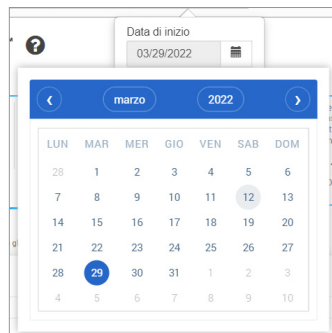 Data di inizio
?
03/29/2022
marzo 2022
LUN MAR MER GIO VEN SAB DOM
28 1 2 3 4 5 6
7 8 9 10 11 12 13
14 15 16 17 18 19 20
21 22 23 24 25 26 27
28 29 30 31 1 2 3
4 5 6 7 8 9 10